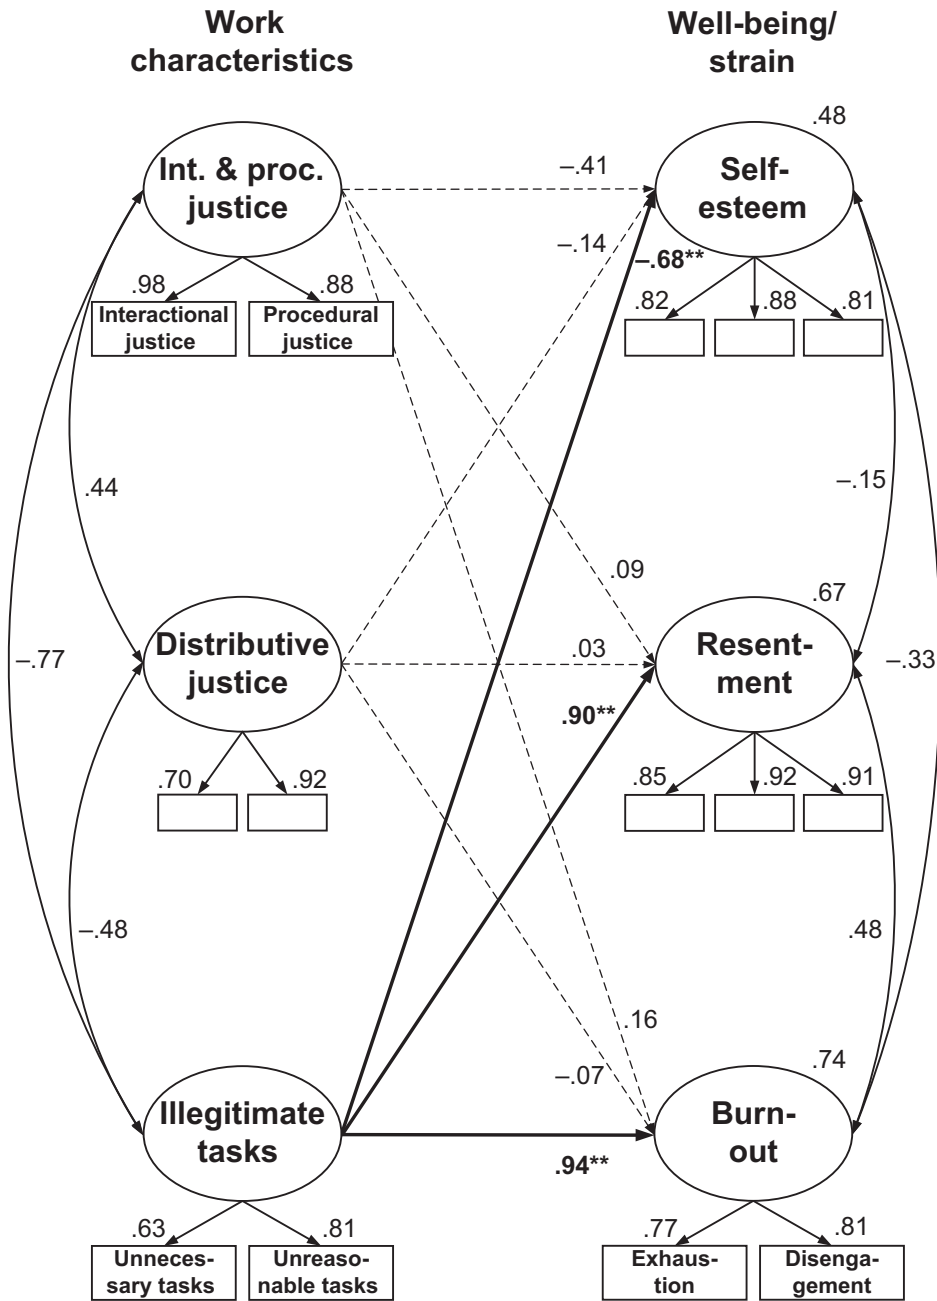 Work
characteristics
Well-being/
strain
.48
Int. & proc.
justice
–.41
Self-
esteem
–.14
–.68**
.98
.88
.82
.88
.81
Interactional
justice
Procedural
justice
.44
–.15
.09
.67
–.77
Distributive
justice
.03
Resent-
ment
–.33
.90**
.70
.92
.85
.92
.91
–.48
.48
.16
–.07
.74
Illegitimate
tasks
Burn-
out
.94**
.63
.81
.77
.81
Unneces-
sary tasks
Unreaso-
nable tasks
Exhaus-
tion
Disenga-
gement